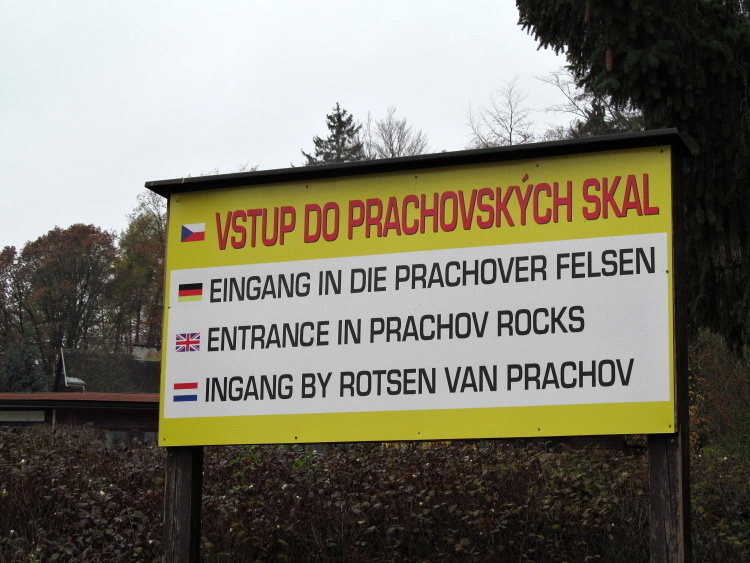 VSTUP DO PRACHOVSKÝCH SKAL
EINGANG IN DIE PRACHOVER FELSEN
ENTRANCE IN PRACHOV ROCKS
INGANG BY ROTSEN VAN PRACHOV